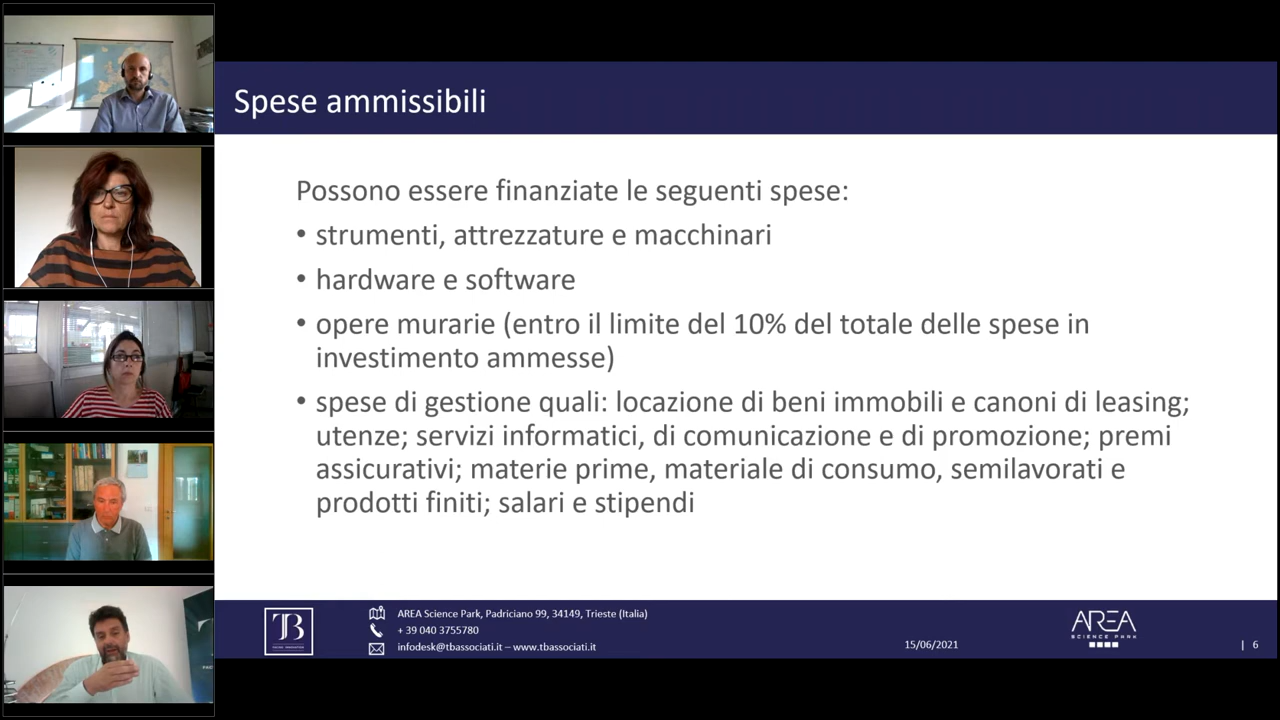 Spese ammissibili
Possono essere finanziate le seguenti spese:
• strumenti, attrezzature e macchinari
• hardware e software
• opere murarie (entro il limite del 10% del totale delle spese in
investimento ammesse)
• spese di gestione quali: locazione di beni immobili e canoni di leasing;
utenze; servizi informatici, di comunicazione e di promozione; premi
assicurativi; materie prime, materiale di consumo, semilavorati e
prodotti finiti; salari e stipendi
TB
AREA Science Park, Padriciano 99, 34149, Trieste (Italia)
+ 39 040 3755780
infodesk@tbassociati.it – www.tbassociati.it
15/06/2021
AREA
SCIENCE PARK
| 6